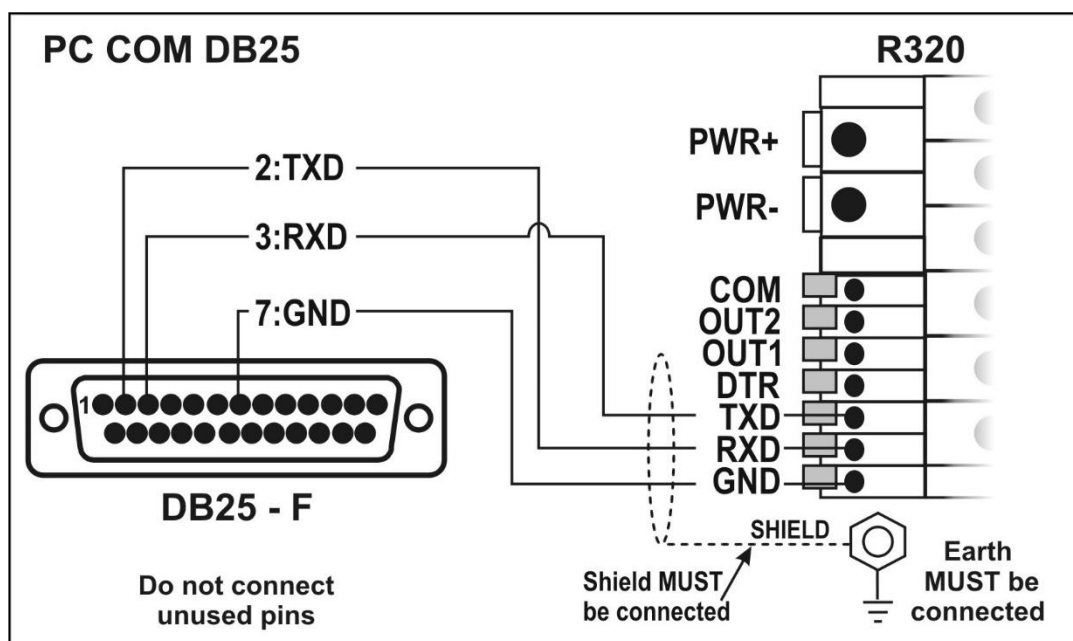 PC COM DB25
R320
PWR+
2:TXD
PWR-
3:RXD
COM
7:GND
OUT2
OUT1
DTR
1
TXD
RXD
GND
DB25 - F
SHIELD
Do not connect
unused pins
Shield MUST
be connected
Earth
MUST be
connected